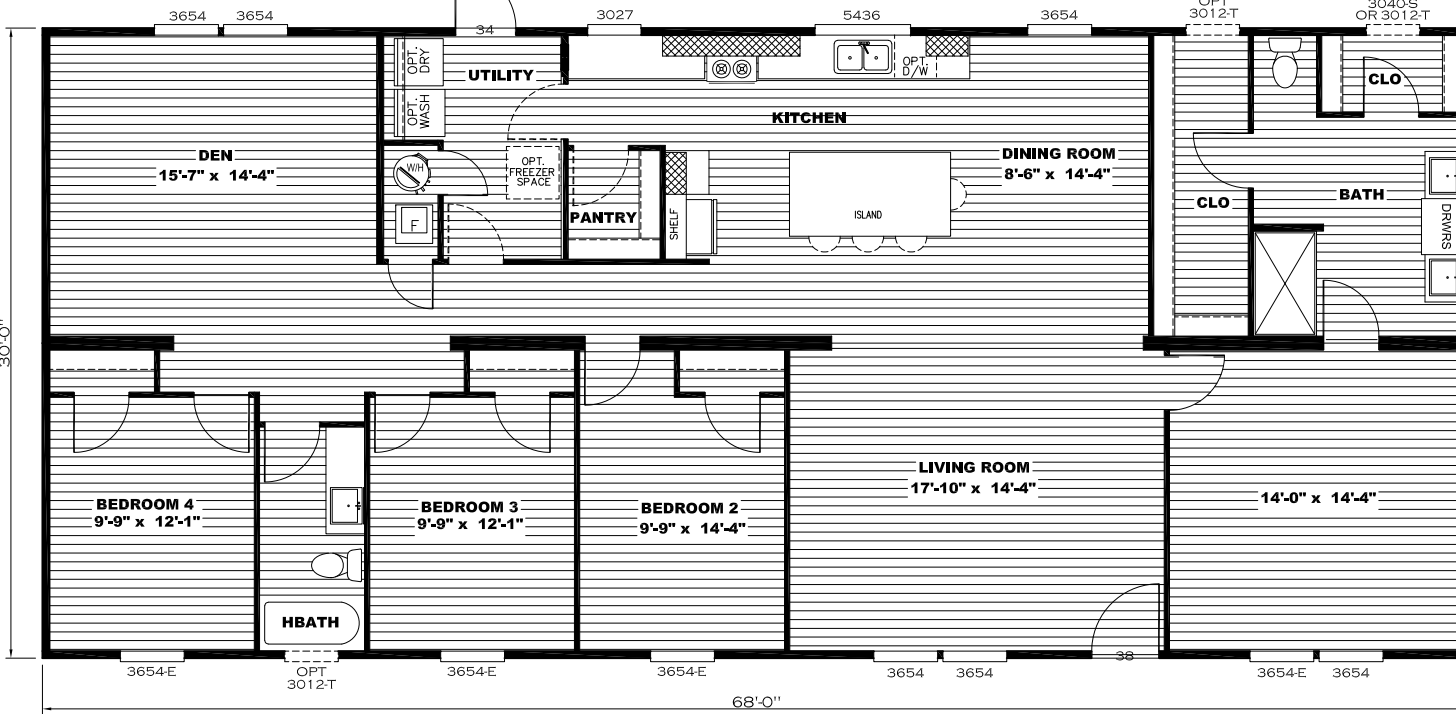 3654
3654
34
3027
5436
3654
OPT
3012-T
3040-S
OR 3012-T
OPT.
DRY
UTILITY
OPT.
D/W
CLO
OPT.
WASH
KITCHEN
DEN
15'-7" x 14'-4"
W/H
OPT.
FREEZER
SPACE
DINING ROOM
8'-6" x 14'-4"
BATH
CLO
PANTRY
SHELF
ISLAND
DRWRS
F
30'-0"
BEDROOM 4
9'-9" x 12'-1"
BEDROOM 3
9'-9" x 12'-1"
BEDROOM 2
9'-9" x 14'-4"
LIVING ROOM
17'-10" x 14'-4"
14'-0" x 14'-4"
HBATH
38
3654-E
OPT
3012-T
3654-E
3654-E
3654
3654
3654-E
3654
68'-0"